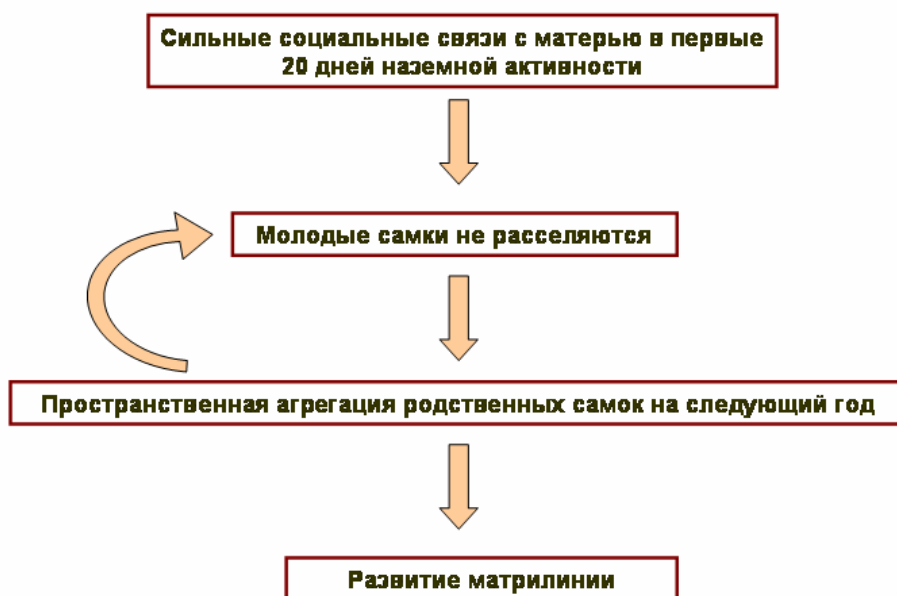 Сильные социальные связи с матерью в первые
20 дней наземной активности
Молодые самки не расселяются
Пространственная агрегация родственных самок на следующий год
Развитие матрилинии